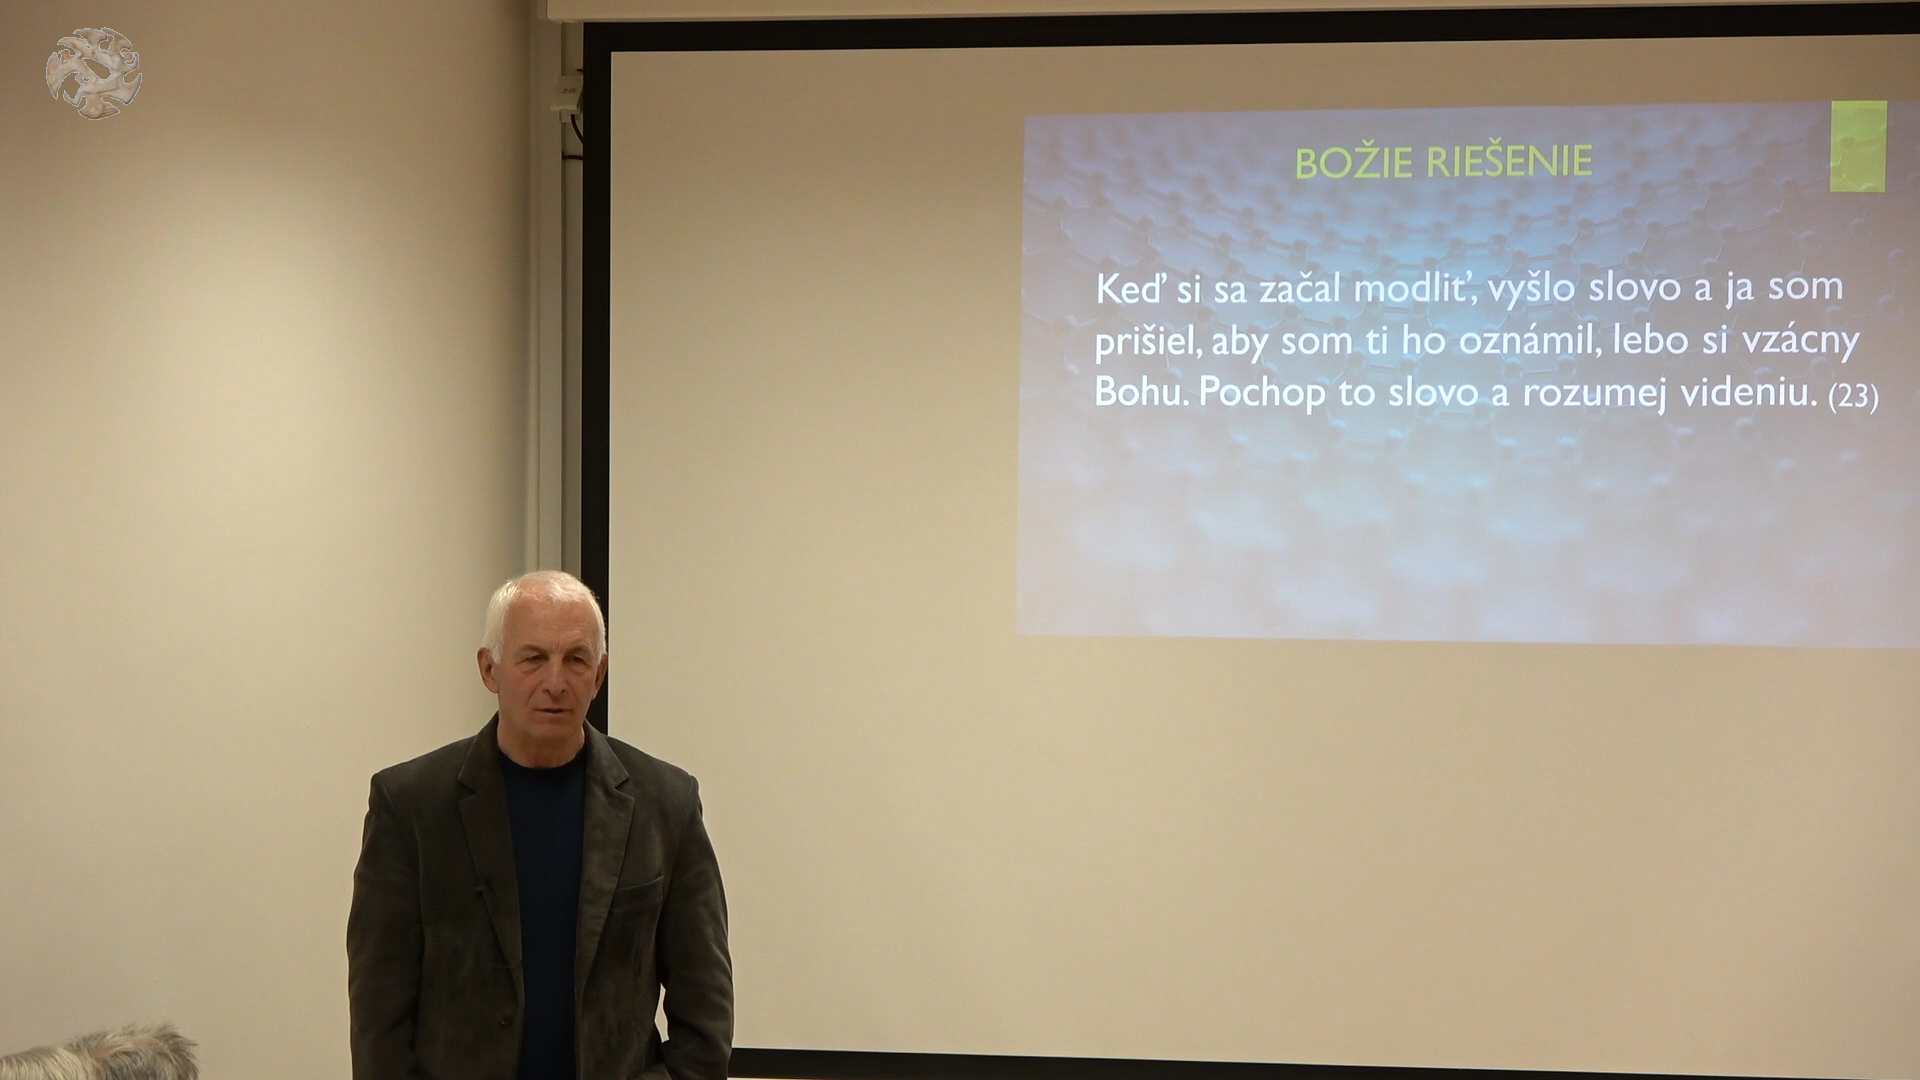 BOŽIE RIEŠENIE
Keď si sa začal modliť, vyšlo slovo a ja som
prišiel, aby som ti ho oznámil, lebo si vzácny
Bohu. Pochop to slovo a rozumej videniu. (23)